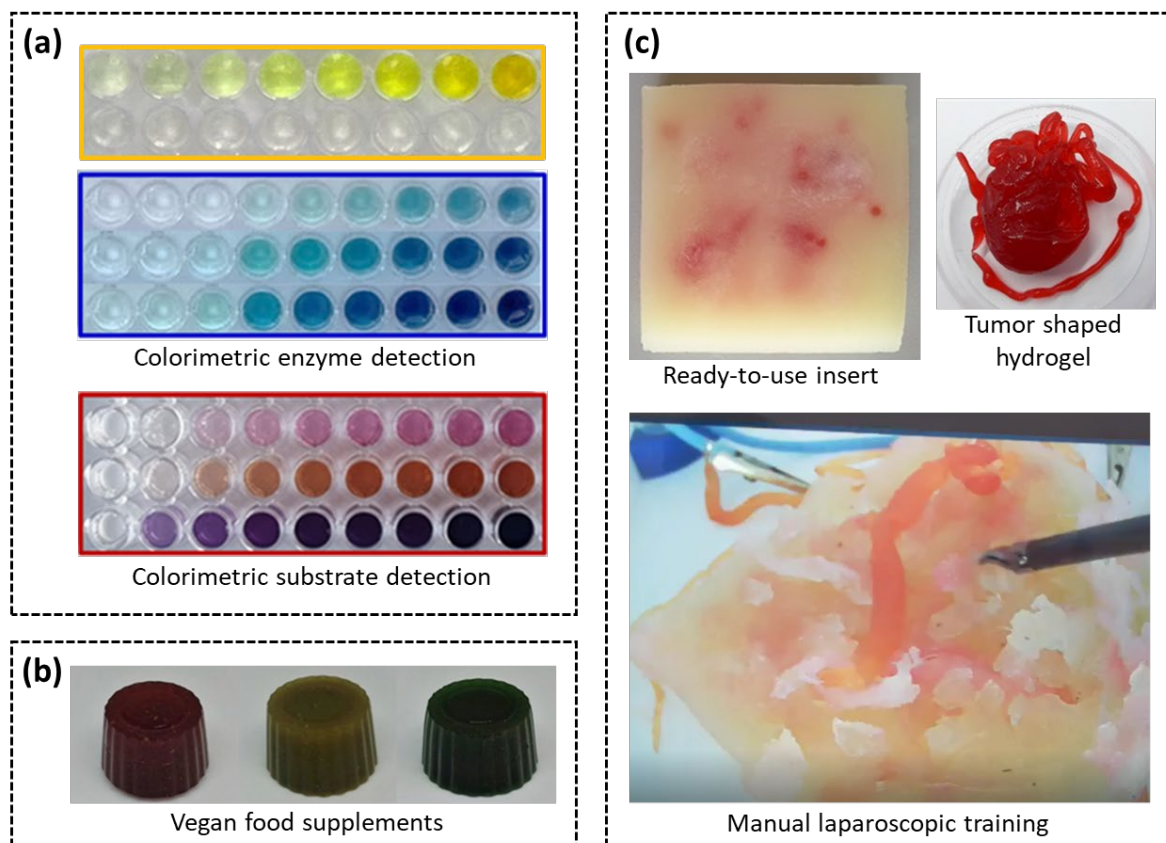 (a)
Colorimetric enzyme detection
Colorimetric substrate detection
(b)
Vegan food supplements
(c)
Ready-to-use insert
Tumor shaped
hydrogel
Manual laparoscopic training